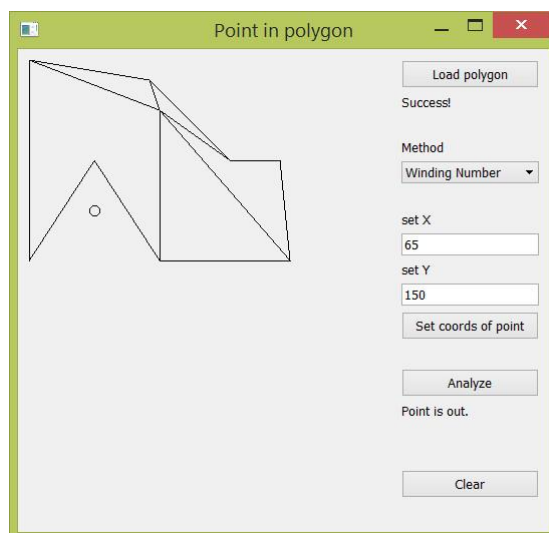 Point in polygon
Load polygon
Success!
Method
Winding Number
set X
65
set Y
150
Set coords of point
Analyze
Point is out.
Clear